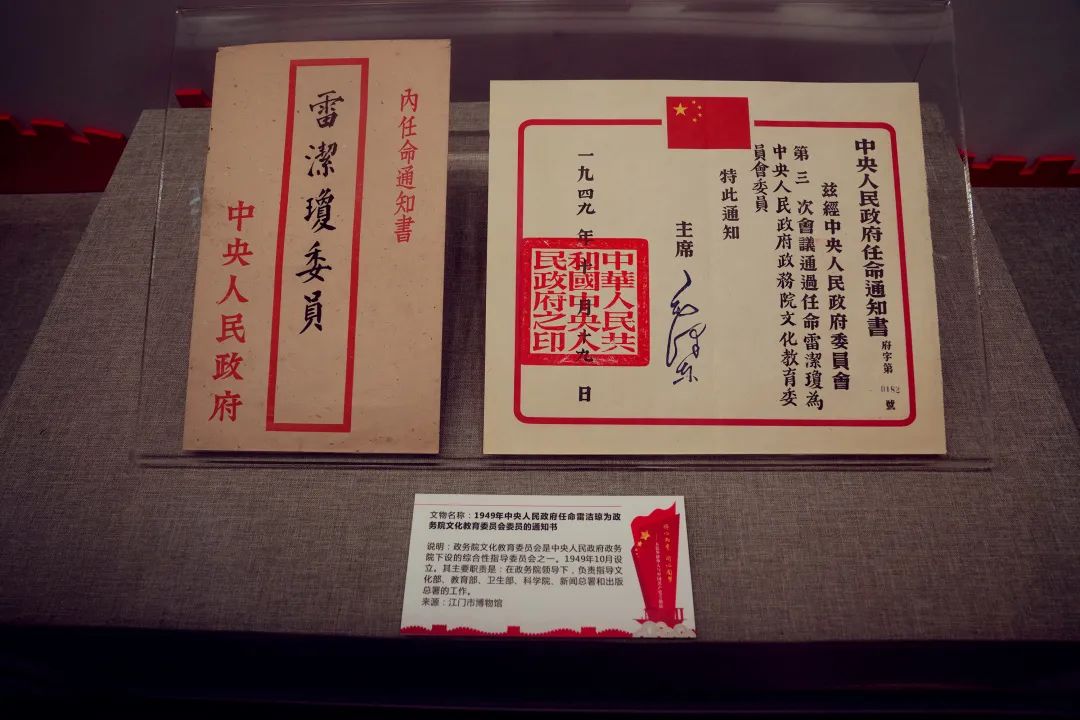 內任命通知書
雷潔瓊委員
中央人民政府
中央人民政府任命通知書
府字第0182號
茲經中央人民政府委員會
第三次會議通過任命雷潔瓊為
中央人民政府政務院文化教育委
員會委員
特此通知
主席 毛澤东
一九四九年十月十九日
中華人民共
和國中央人
民政府之印
文物名称:1949年中央人民政府任命雷洁琼为政
务院文化教育委员会委员的通知书
说明:政务院文化教育委员会是中央人民政府政务
院下设的综合性指导委员会之一。1949年10月设
立。其主要职责是:在政务院领导下,负责指导文
化部、教育部、卫生部、科学院、新闻总署和出版
总署的工作。
来源:江门市博物馆